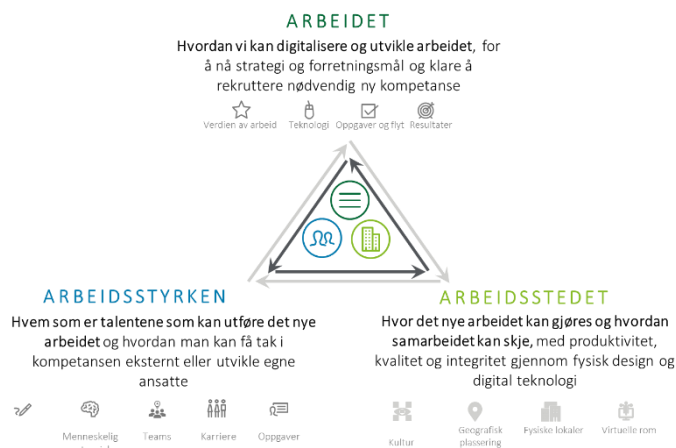 ARBEIDET
Hvordan vi kan digitalisere og utvikle arbeidet, for
å nå strategi og forretningsmål og klare å
rekruttere nødvendig ny kompetanse
Verdien av arbeid Teknologi Oppgaver og flyt Resultater
ARBEIDSSTYRKEN
Hvem som er talentene som kan utføre det nye
arbeidet og hvordan man kan få tak i
kompetansen eksternt eller utvikle egne
ansatte
Menneskelig Teams Karriere Oppgaver
ARBEIDSSTEDET
Hvor det nye arbeidet kan gjøres og hvordan
samarbeidet kan skje, med produktivitet,
kvalitet og integritet gjennom fysisk design og
digital teknologi
Kultur Geografisk Fysiske lokaler Virtuelle rom
plassering